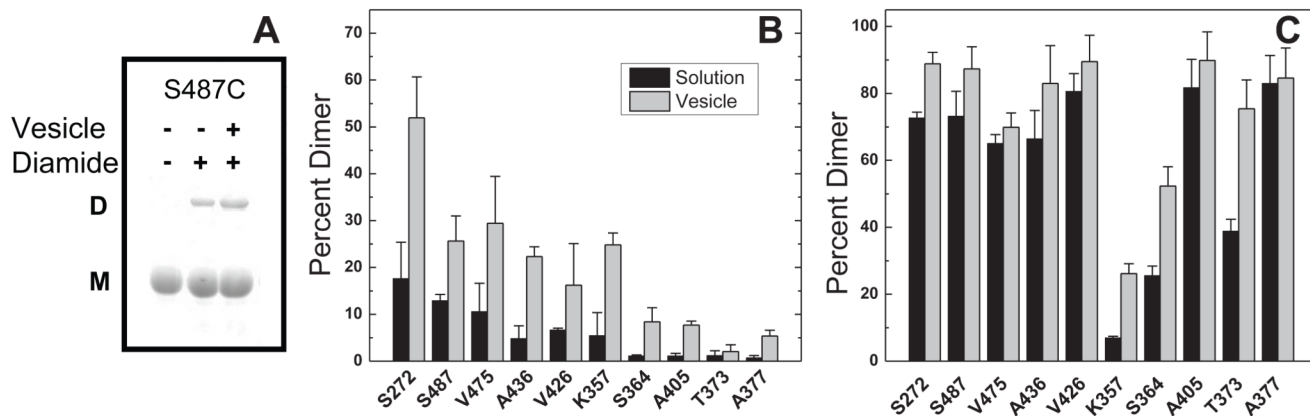 A
S487C
Vesicle - - +
Diamide - + +
D
M
B
Percent Dimer
70
60
50
40
30
20
10
0
Solution
Vesicle
S272 S487 V475 A436 V426 K357 S364 A405 T373 A377
C
Percent Dimer
100
80
60
40
20
0
S272 S487 V475 A436 V426 K357 S364 A405 T373 A377